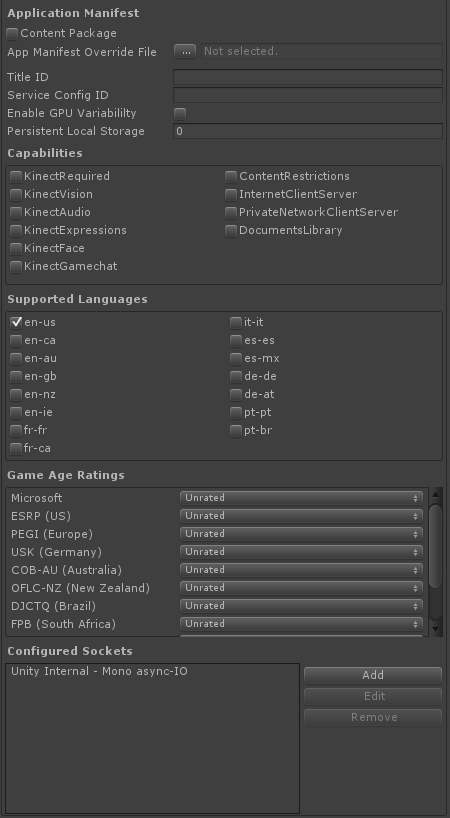 Application Manifest
Content Package
App Manifest Override File ... Not selected.
Title ID
Service Config ID
Enable GPU Variabililty
Persistent Local Storage 0
Capabilities
KinectRequired ContentRestrictions
KinectVision InternetClientServer
KinectAudio PrivateNetworkClientServer
KinectExpressions DocumentsLibrary
KinectFace
KinectGamechat
Supported Languages
en-us it-it
en-ca es-es
en-au es-mx
en-gb de-de
en-nz de-at
en-ie pt-pt
fr-fr pt-br
fr-ca
Game Age Ratings
Microsoft Unrated
ESRP (US) Unrated
PEGI (Europe) Unrated
USK (Germany) Unrated
COB-AU (Australia) Unrated
OFLC-NZ (New Zealand) Unrated
DJCTQ (Brazil) Unrated
FPB (South Africa) Unrated
Configured Sockets
Unity Internal - Mono async-IO Add
Edit
Remove